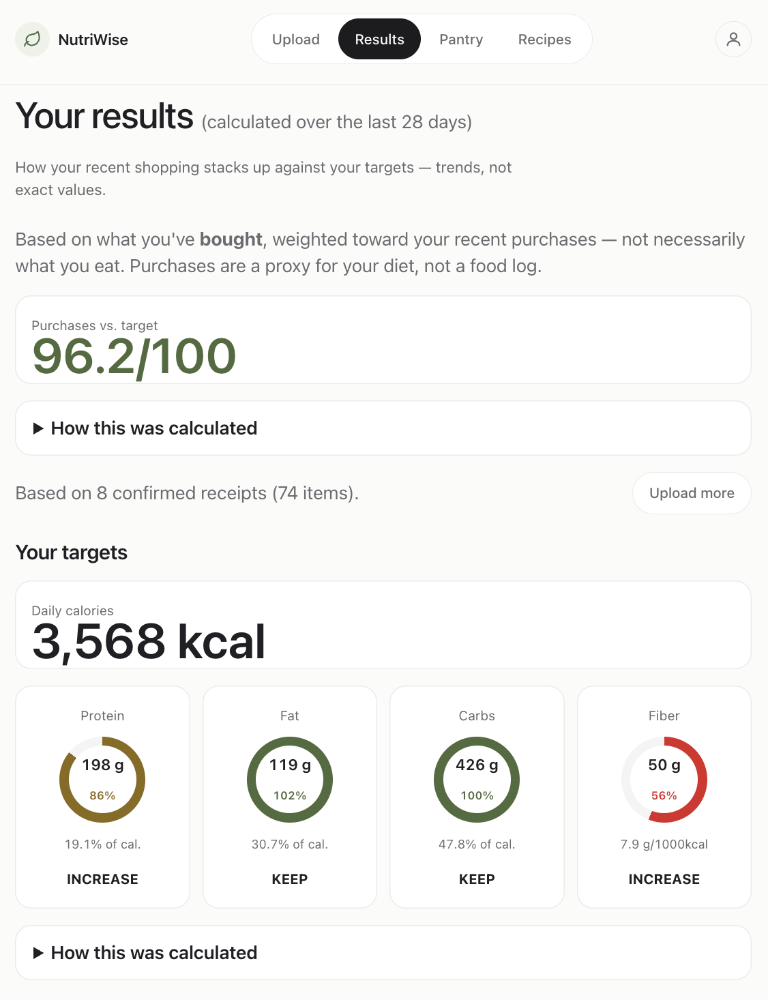 NutriWise
Upload
Results
Pantry
Recipes
Your results (calculated over the last 28 days)
How your recent shopping stacks up against your targets — trends, not
exact values.
Based on what you've bought, weighted toward your recent purchases — not necessarily
what you eat. Purchases are a proxy for your diet, not a food log.
Purchases vs. target
96.2/100
How this was calculated
Based on 8 confirmed receipts (74 items).
Upload more
Your targets
Daily calories
3,568 kcal
Protein
198 g
86%
19.1% of cal.
INCREASE
Fat
119 g
102%
30.7% of cal.
KEEP
Carbs
426 g
100%
47.8% of cal.
KEEP
Fiber
50 g
56%
7.9 g/1000kcal
INCREASE
How this was calculated